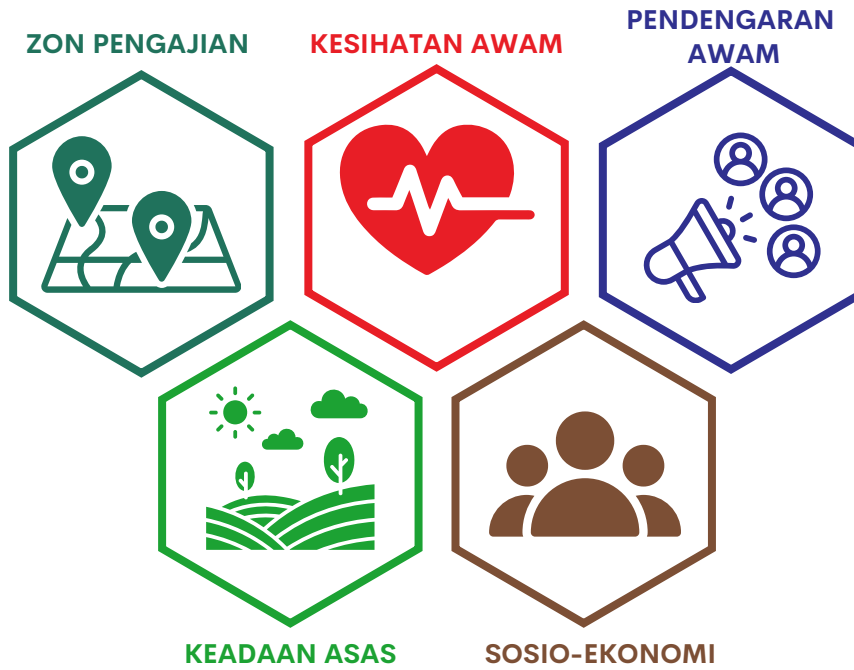 ZON PENGAJIAN
KESIHATAN AWAM
PENDENGARAN
AWAM
KEADAAN ASAS
SOSIO-EKONOMI